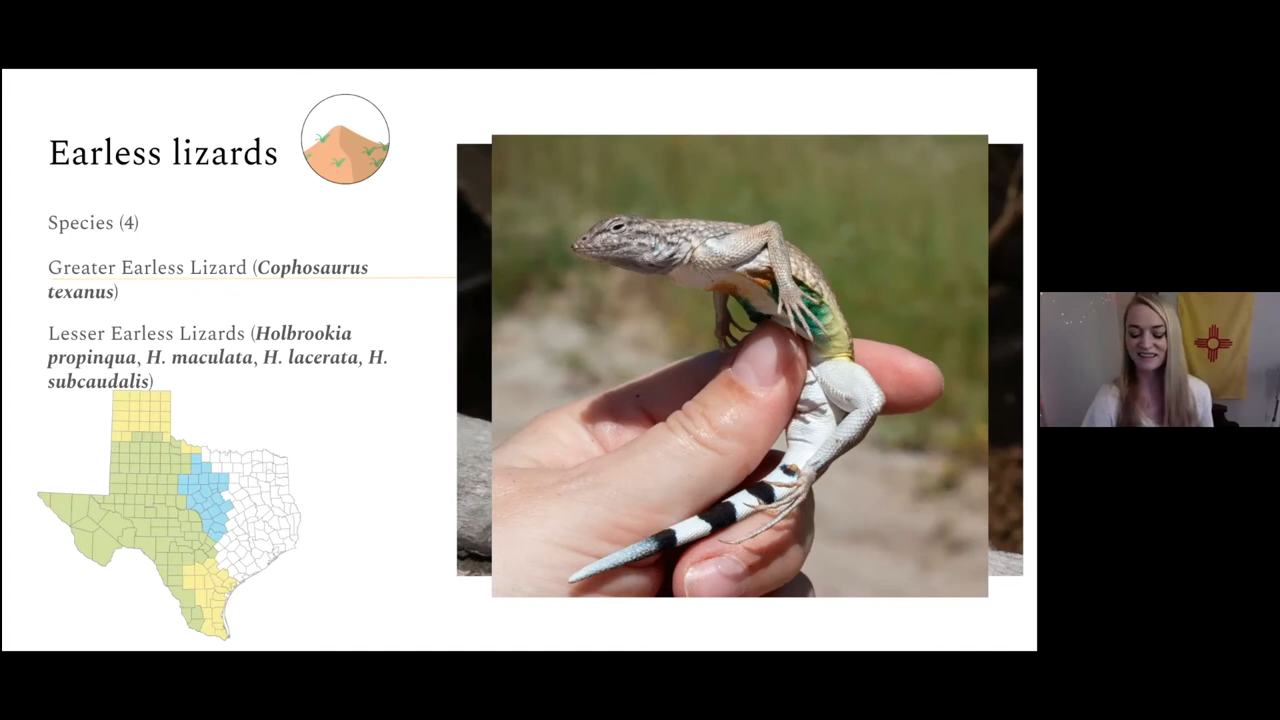 Earless lizards
Species (4)
Greater Earless Lizard (Cophosaurus
texanus)
Lesser Earless Lizards (Holbrookia
propinqua, H. maculata, H. lacerata, H.
subcaudalis)